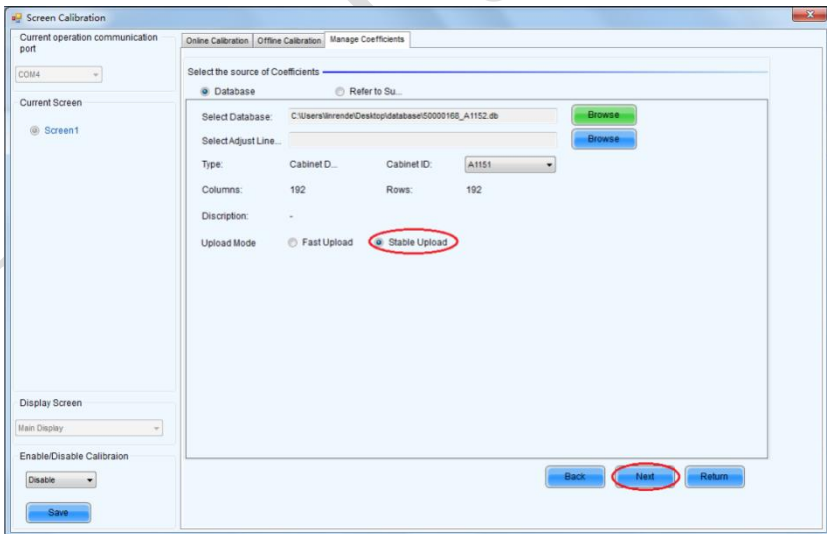 Screen Calibration
Current operation communication
port
COM4
Current Screen
Screen1
Display Screen
Main Display
Enable/Disable Calibraion
Disable
Save
Online Calibration Offline Calibration Manage Coefficients
Select the source of Coefficients
Database Refer to Su...
Select Database: C:\Users\linrende\Desktop\database\50000168_A1152.db Browse
Select Adjust Line... Browse
Type: Cabinet D... Cabinet ID: A1151
Columns: 192 Rows: 192
Discription: -
Upload Mode Fast Upload Stable Upload
Back Next Return